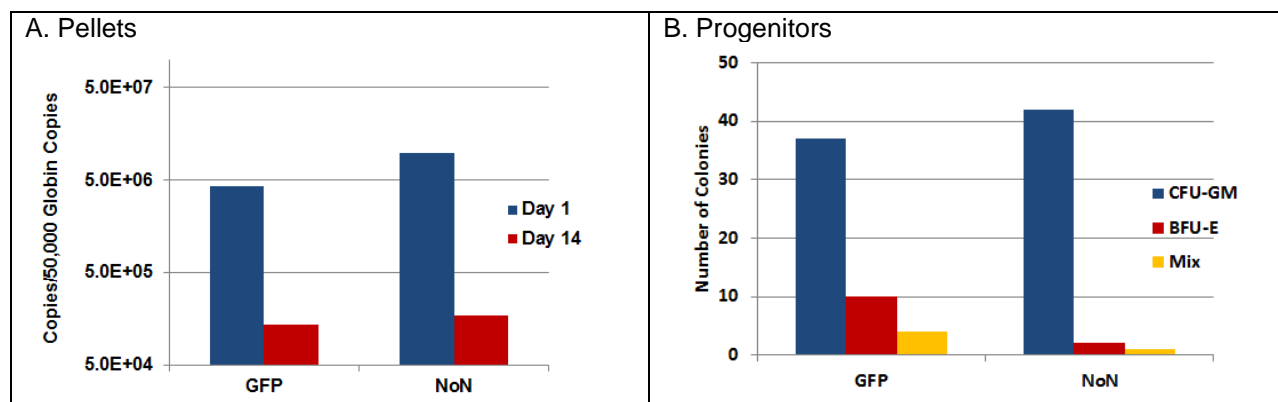 A. Pellets
Copies/50,000 Globin Copies
5.0E+07
5.0E+06
5.0E+05
5.0E+04
GFP
NoN
Day 1
Day 14
B. Progenitors
Number of Colonies
50
40
30
20
10
0
GFP
NoN
CFU-GM
BFU-E
Mix